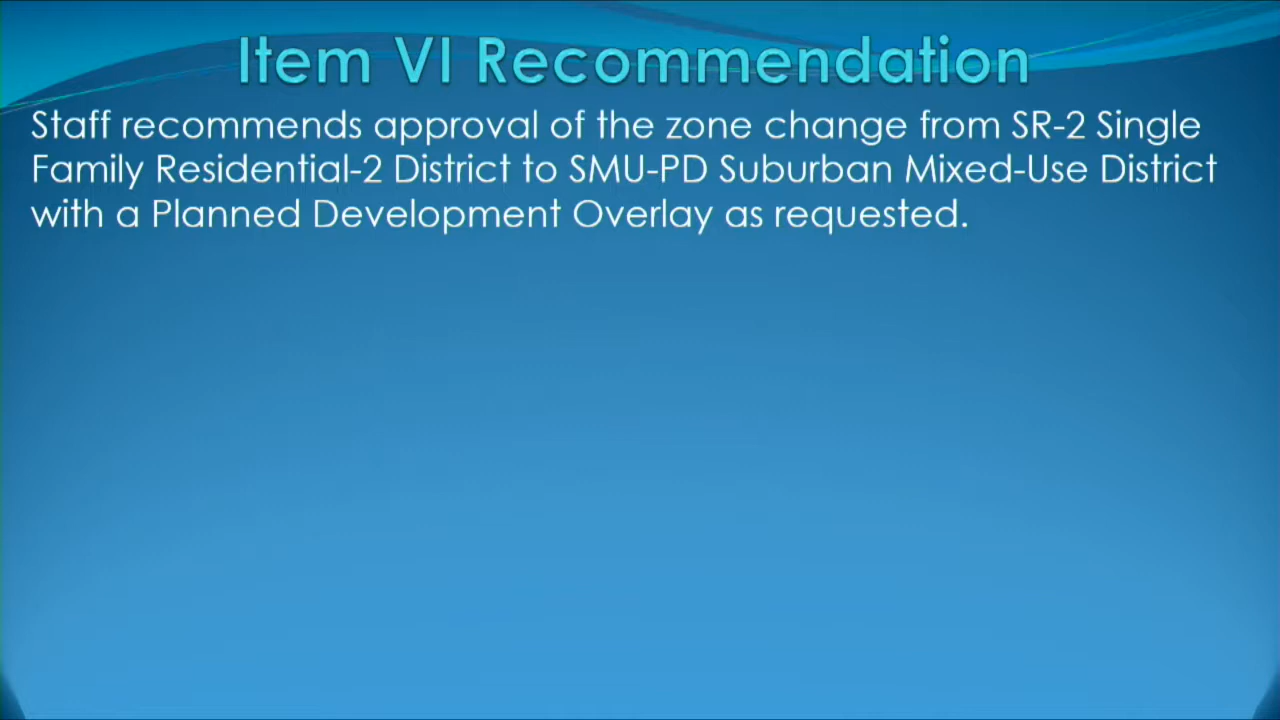 Item VI Recommendation
Staff recommends approval of the zone change from SR-2 Single
Family Residential-2 District to SMU-PD Suburban Mixed-Use District
with a Planned Development Overlay as requested.